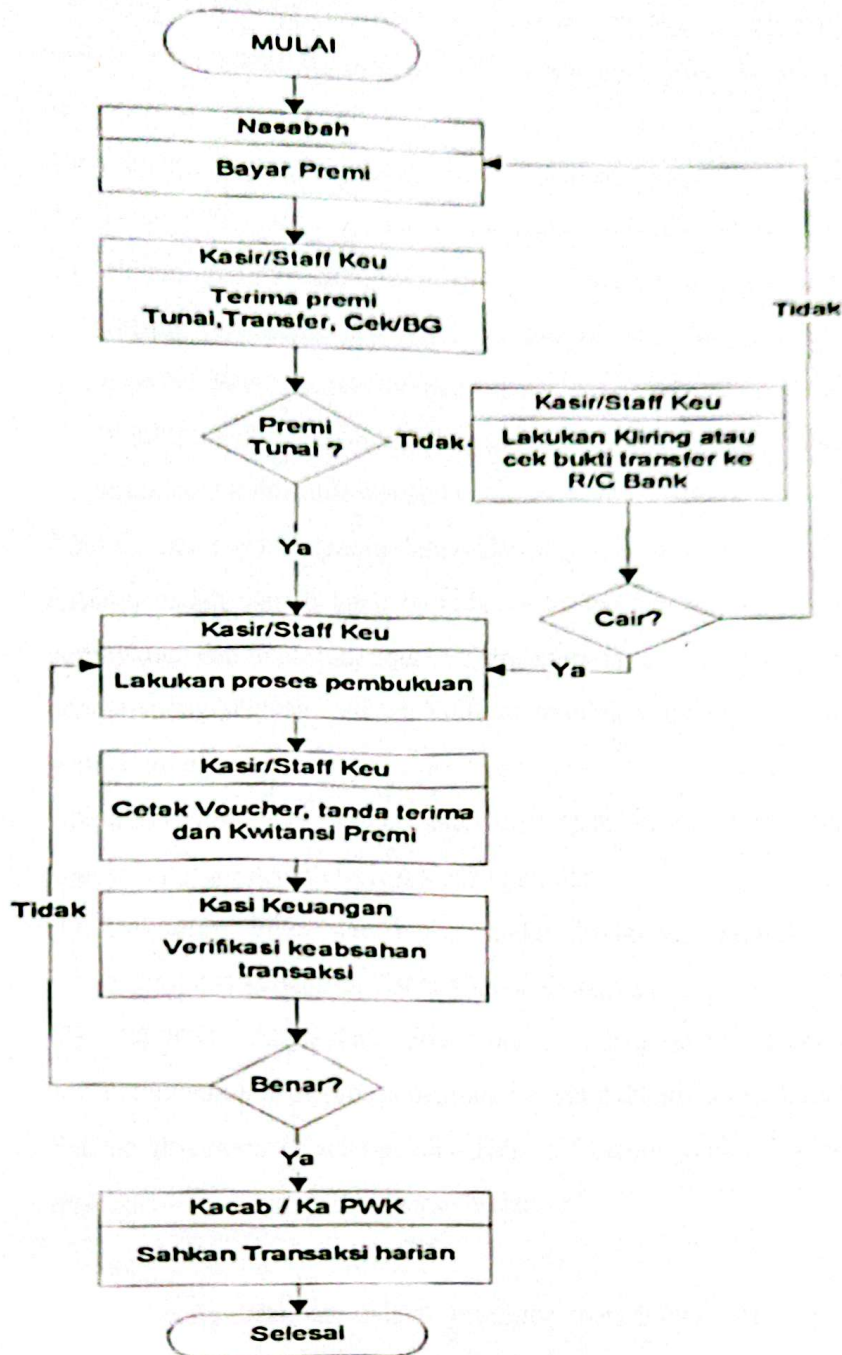 MULAI
Nasabah
Bayar Premi
Kasir/Staff Keu
Terima premi
Tunai,Transfer, Cek/BG
Tidak
Premi
Tunai ?
Tidak
Kasir/Staff Keu
Lakukan Kliring atau
cek bukti transfer ke
R/C Bank
Ya
Cair?
Kasir/Staff Keu
Lakukan proses pembukuan
Ya
Kasir/Staff Keu
Cetak Voucher, tanda terima
dan Kwitansi Premi
Tidak
Kasi Keuangan
Verifikasi keabsahan
transaksi
Benar?
Ya
Kacab / Ka PWK
Sahkan Transaksi harian
Selesai